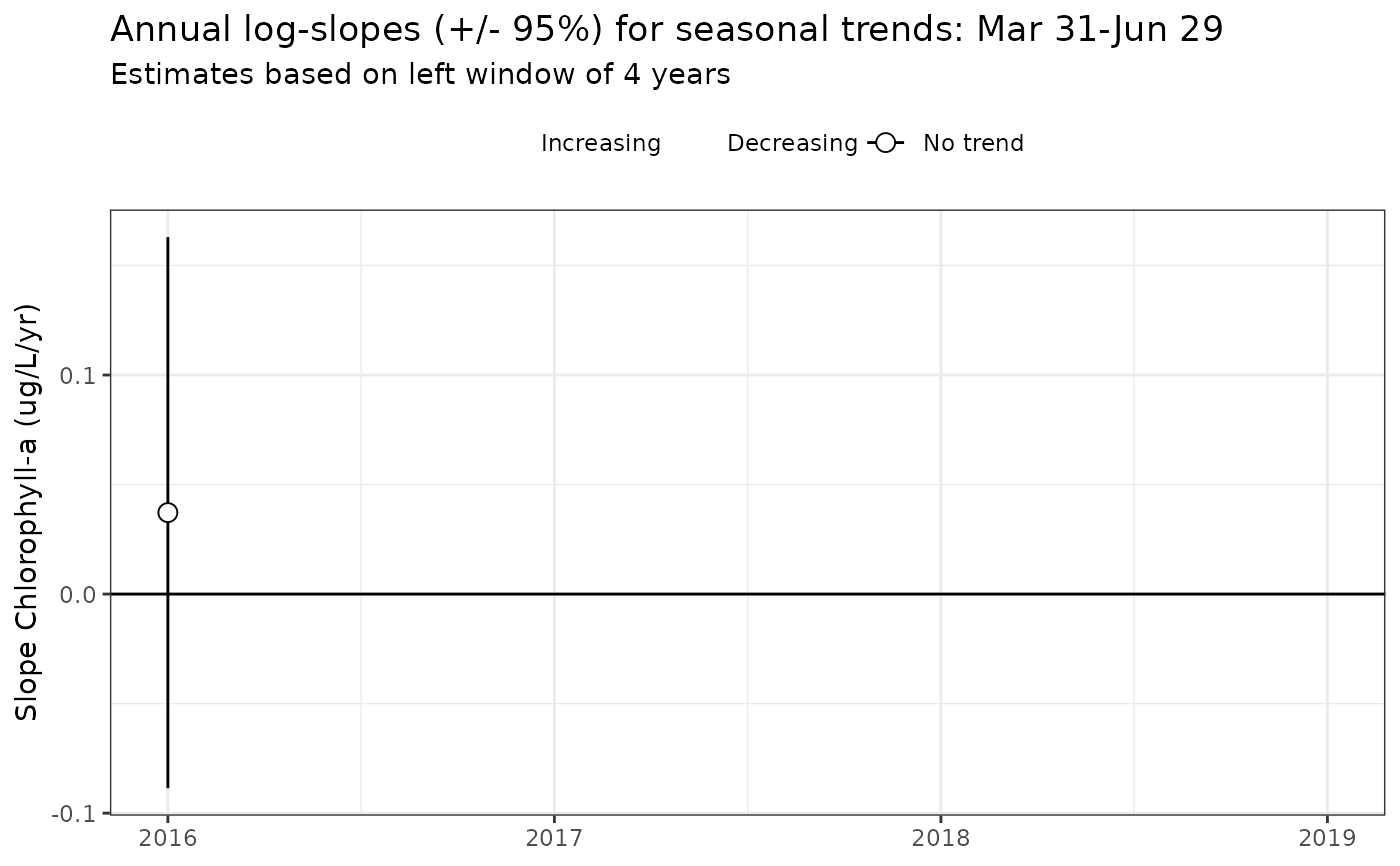 Annual log-slopes (+/- 95%) for seasonal trends: Mar 31-Jun 29
Estimates based on left window of 4 years
Increasing Decreasing No trend
Slope Chlorophyll-a (ug/L/yr)
0.1
0.0
-0.1
2016 2017 2018 2019